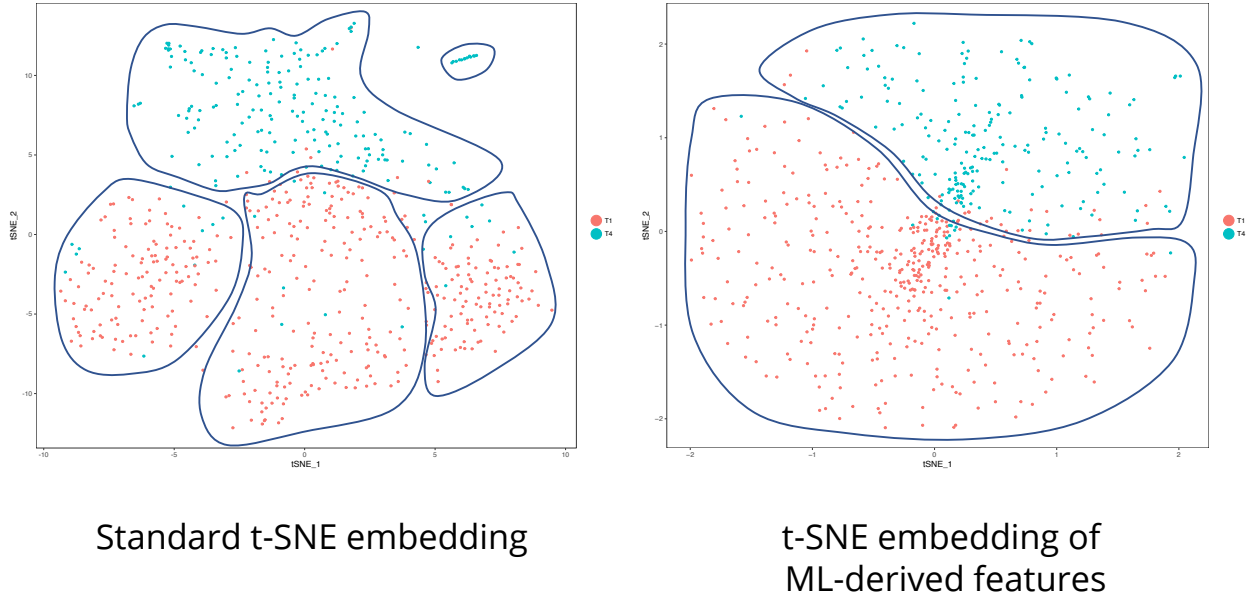 10
5
0
-5
-10
tSNE_2
-10
-5
0
5
10
tSNE_1
T1
T4
2
1
0
-1
-2
tSNE_2
-2
-1
0
1
2
tSNE_1
T1
T4
Standard t-SNE embedding
t-SNE embedding of
ML-derived features